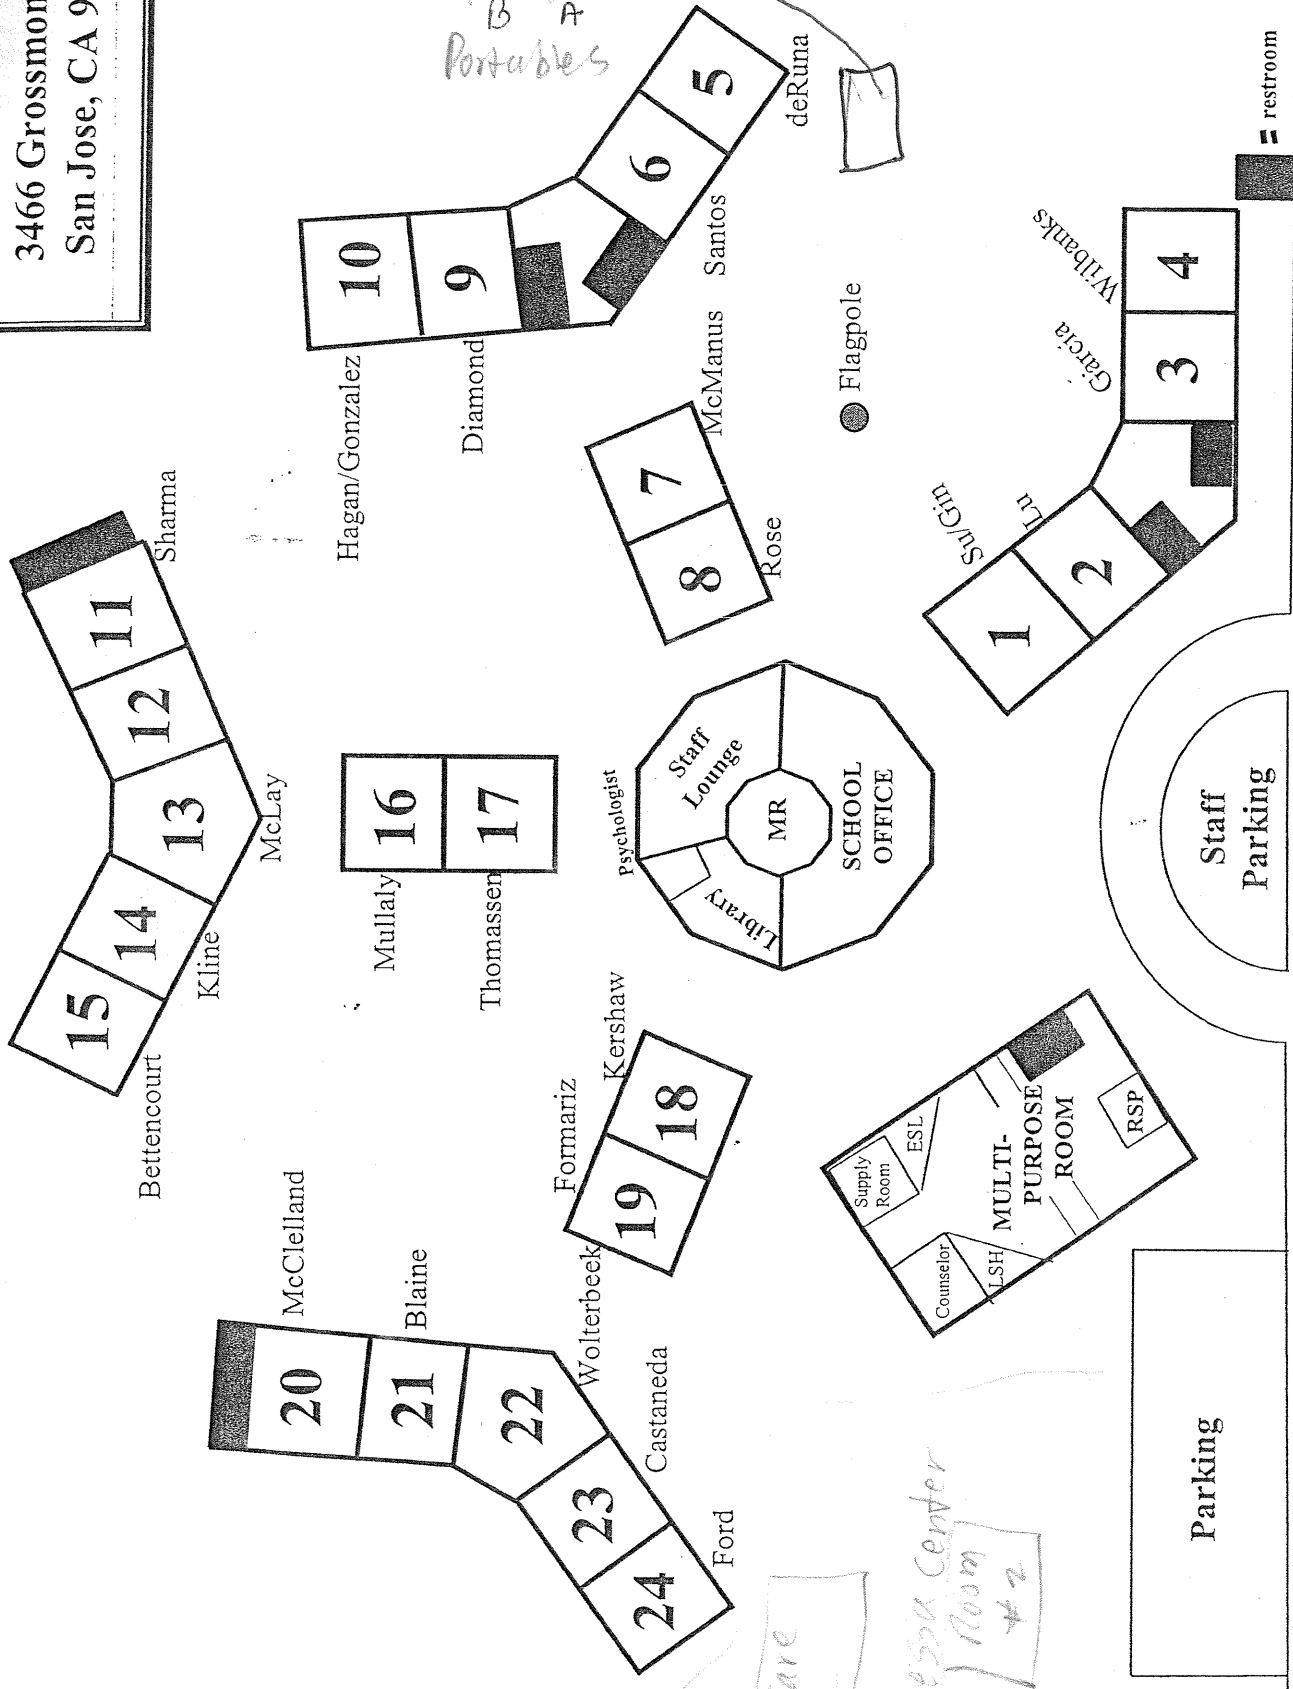 3466 Grossmon
San Jose, CA 9
B A
Portables
5
deRuna
6
Santos
10
Hagan/Gonzalez
9
Diamond
7
McManus
8
Rose
Flagpole
= restroom
Wilbanks
4
Garcia
3
Lu
2
Su/Gin
1
11
Sharma
12
13
McLay
14
Kline
15
Bettencourt
16
Mullaly
17
Thomassen
Psychologist
Staff
Lounge
MR
Library
SCHOOL
OFFICE
Staff
Parking
Kershaw
18
Formariz
19
Supply
Room
ESL
MULTI-
PURPOSE
ROOM
RSP
Counselor
LSH
McClelland
20
Blaine
21
Wolterbeek
22
Castaneda
23
Ford
24
are
essa Center
Room
# 2
Parking